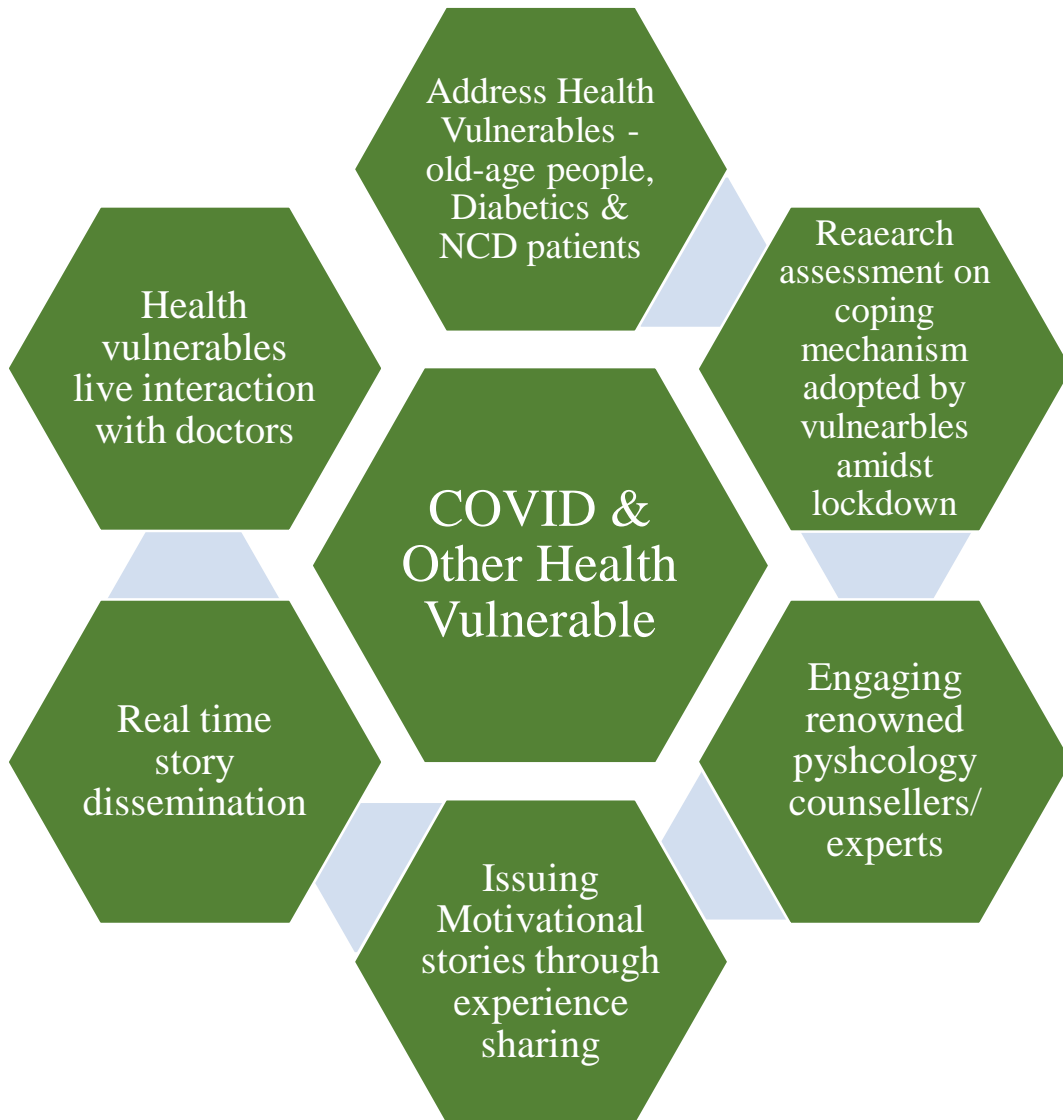 Address Health
Vulnerables -
old-age people,
Diabetics &
NCD patients
Reaearch
assessment on
coping
mechanism
adopted by
vulnearbles
amidst
lockdown
Engaging
renowned
pyshcology
counsellers/
experts
Issuing
Motivational
stories through
experience
sharing
Real time
story
dissemination
Health
vulnerables
live interaction
with doctors
COVID &
Other Health
Vulnerable